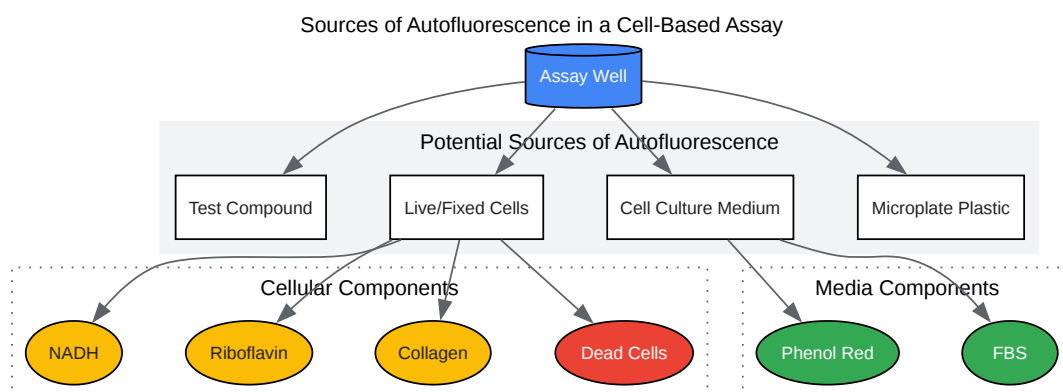 Sources of Autofluorescence in a Cell-Based Assay
Assay Well
Potential Sources of Autofluorescence
Test Compound
Live/Fixed Cells
Cell Culture Medium
Microplate Plastic
Cellular Components
Media Components
NADH
Riboflavin
Collagen
Dead Cells
Phenol Red
FBS